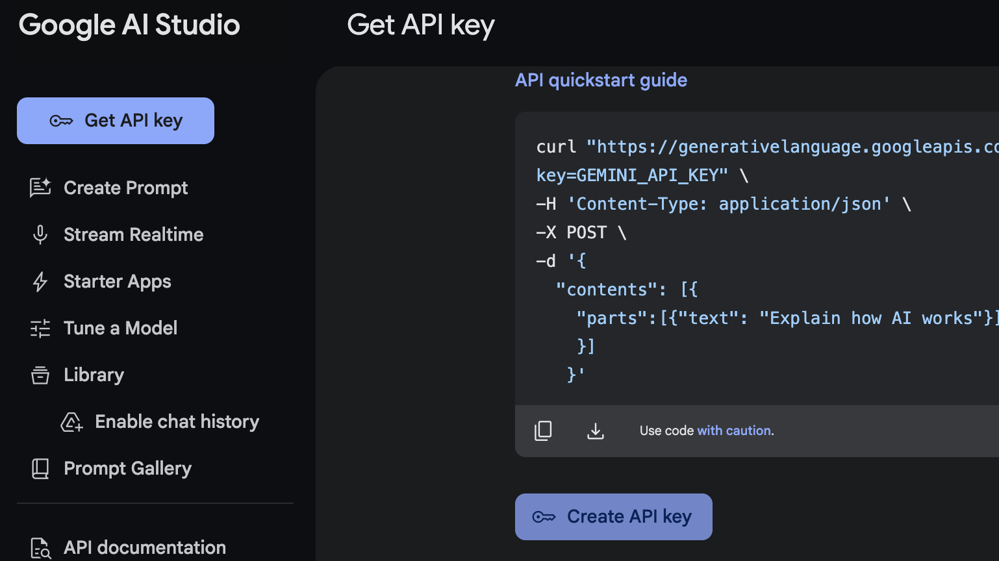 Google AI Studio
Get API key
Get API key
Create Prompt
Stream Realtime
Starter Apps
Tune a Model
Library
Enable chat history
Prompt Gallery
API documentation
API quickstart guide
curl "https://generativelanguage.googleapis.co
key=GEMINI_API_KEY" \
-H 'Content-Type: application/json' \
-X POST \
-d '{
"contents": [{
"parts":[{"text": "Explain how AI works"}]
}]
}'
Use code with caution.
Create API key